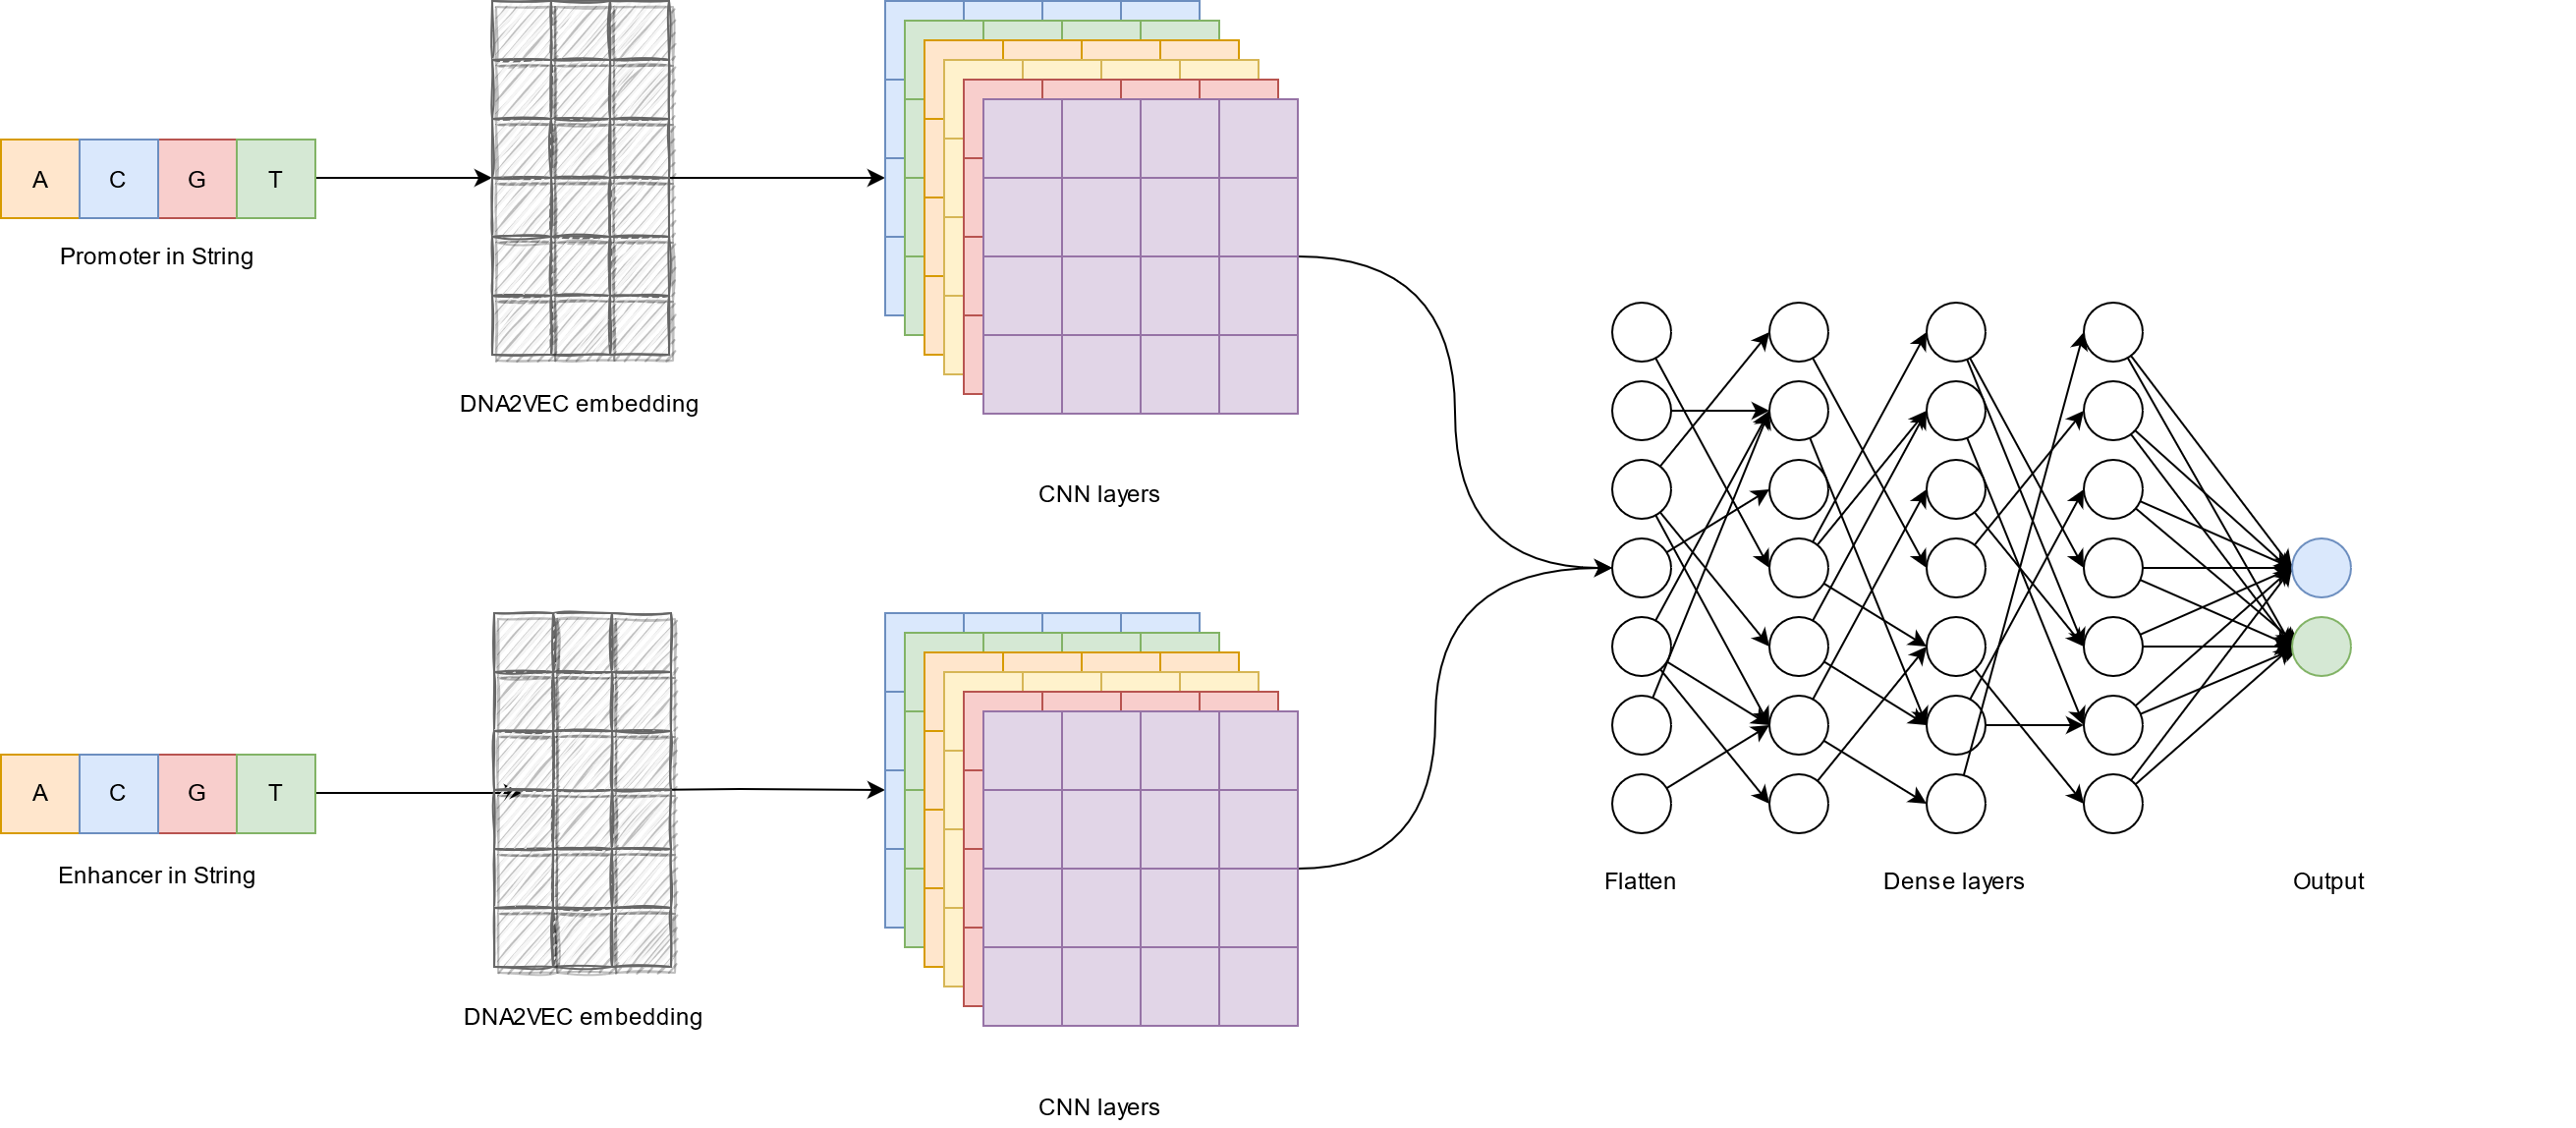 A C G T
Promoter in String
DNA2VEC embedding
CNN layers
A C G T
Enhancer in String
DNA2VEC embedding
CNN layers
Flatten
Dense layers
Output